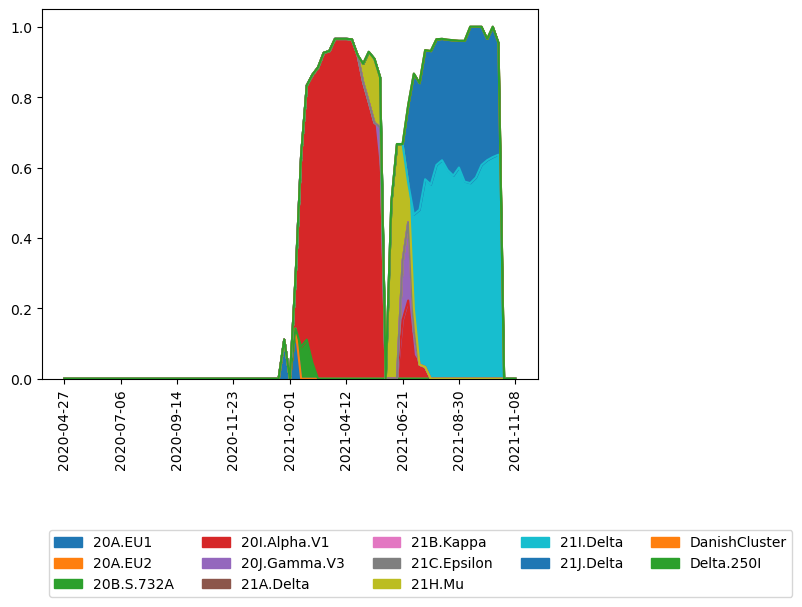 1.0
0.8
0.6
0.4
0.2
0.0
2020-04-27
2020-07-06
2020-09-14
2020-11-23
2021-02-01
2021-04-12
2021-06-21
2021-08-30
2021-11-08
20A.EU1
20A.EU2
20B.S.732A
20I.Alpha.V1
20J.Gamma.V3
21A.Delta
21B.Kappa
21C.Epsilon
21H.Mu
21I.Delta
21J.Delta
DanishCluster
Delta.250I